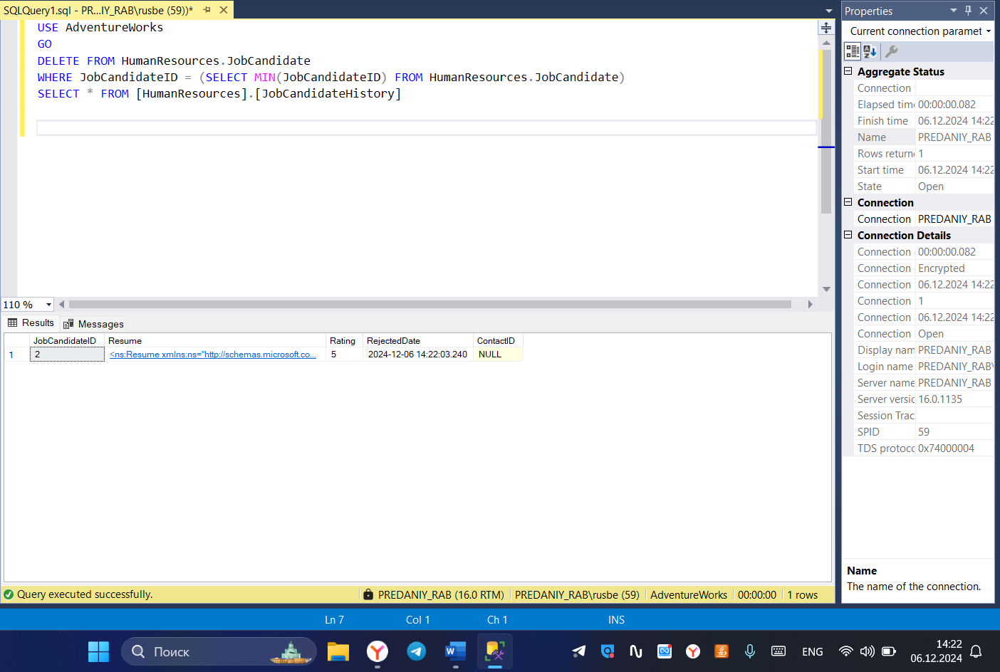 SQLQuery1.sql - PR...IY_RAB\rusbe (59))*
USE AdventureWorks
GO
DELETE FROM HumanResources.JobCandidate
WHERE JobCandidateID = (SELECT MIN(JobCandidateID) FROM HumanResources.JobCandidate)
SELECT * FROM [HumanResources].[JobCandidateHistory]
110 %
Results
Messages
JobCandidateID Resume Rating RejectedDate ContactID
1 2 <ns:Resume xmlns:ns="http://schemas.microsoft.co... 5 2024-12-06 14:22:03.240 NULL
Query executed successfully.
PREDANIY_RAB (16.0 RTM) PREDANIY_RAB\rusbe (59) AdventureWorks 00:00:00 1 rows
Properties
Current connection paramet
Aggregate Status
Connection
Elapsed time 00:00:00.082
Finish time 06.12.2024 14:22
Name PREDANIY_RAB
Rows returne 1
Start time 06.12.2024 14:22
State Open
Connection
Connection PREDANIY_RAB
Connection Details
Connection 00:00:00.082
Connection Encrypted
Connection 06.12.2024 14:22
Connection 1
Connection 06.12.2024 14:22
Connection Open
Display nam PREDANIY_RAB
Login name PREDANIY_RAB\
Server name PREDANIY_RAB
Server versio 16.0.1135
Session Trac
SPID 59
TDS protoco 0x74000004
Name
The name of the connection.
Ln 7 Col 1 Ch 1 INS
Поиск
ENG
14:22
06.12.2024